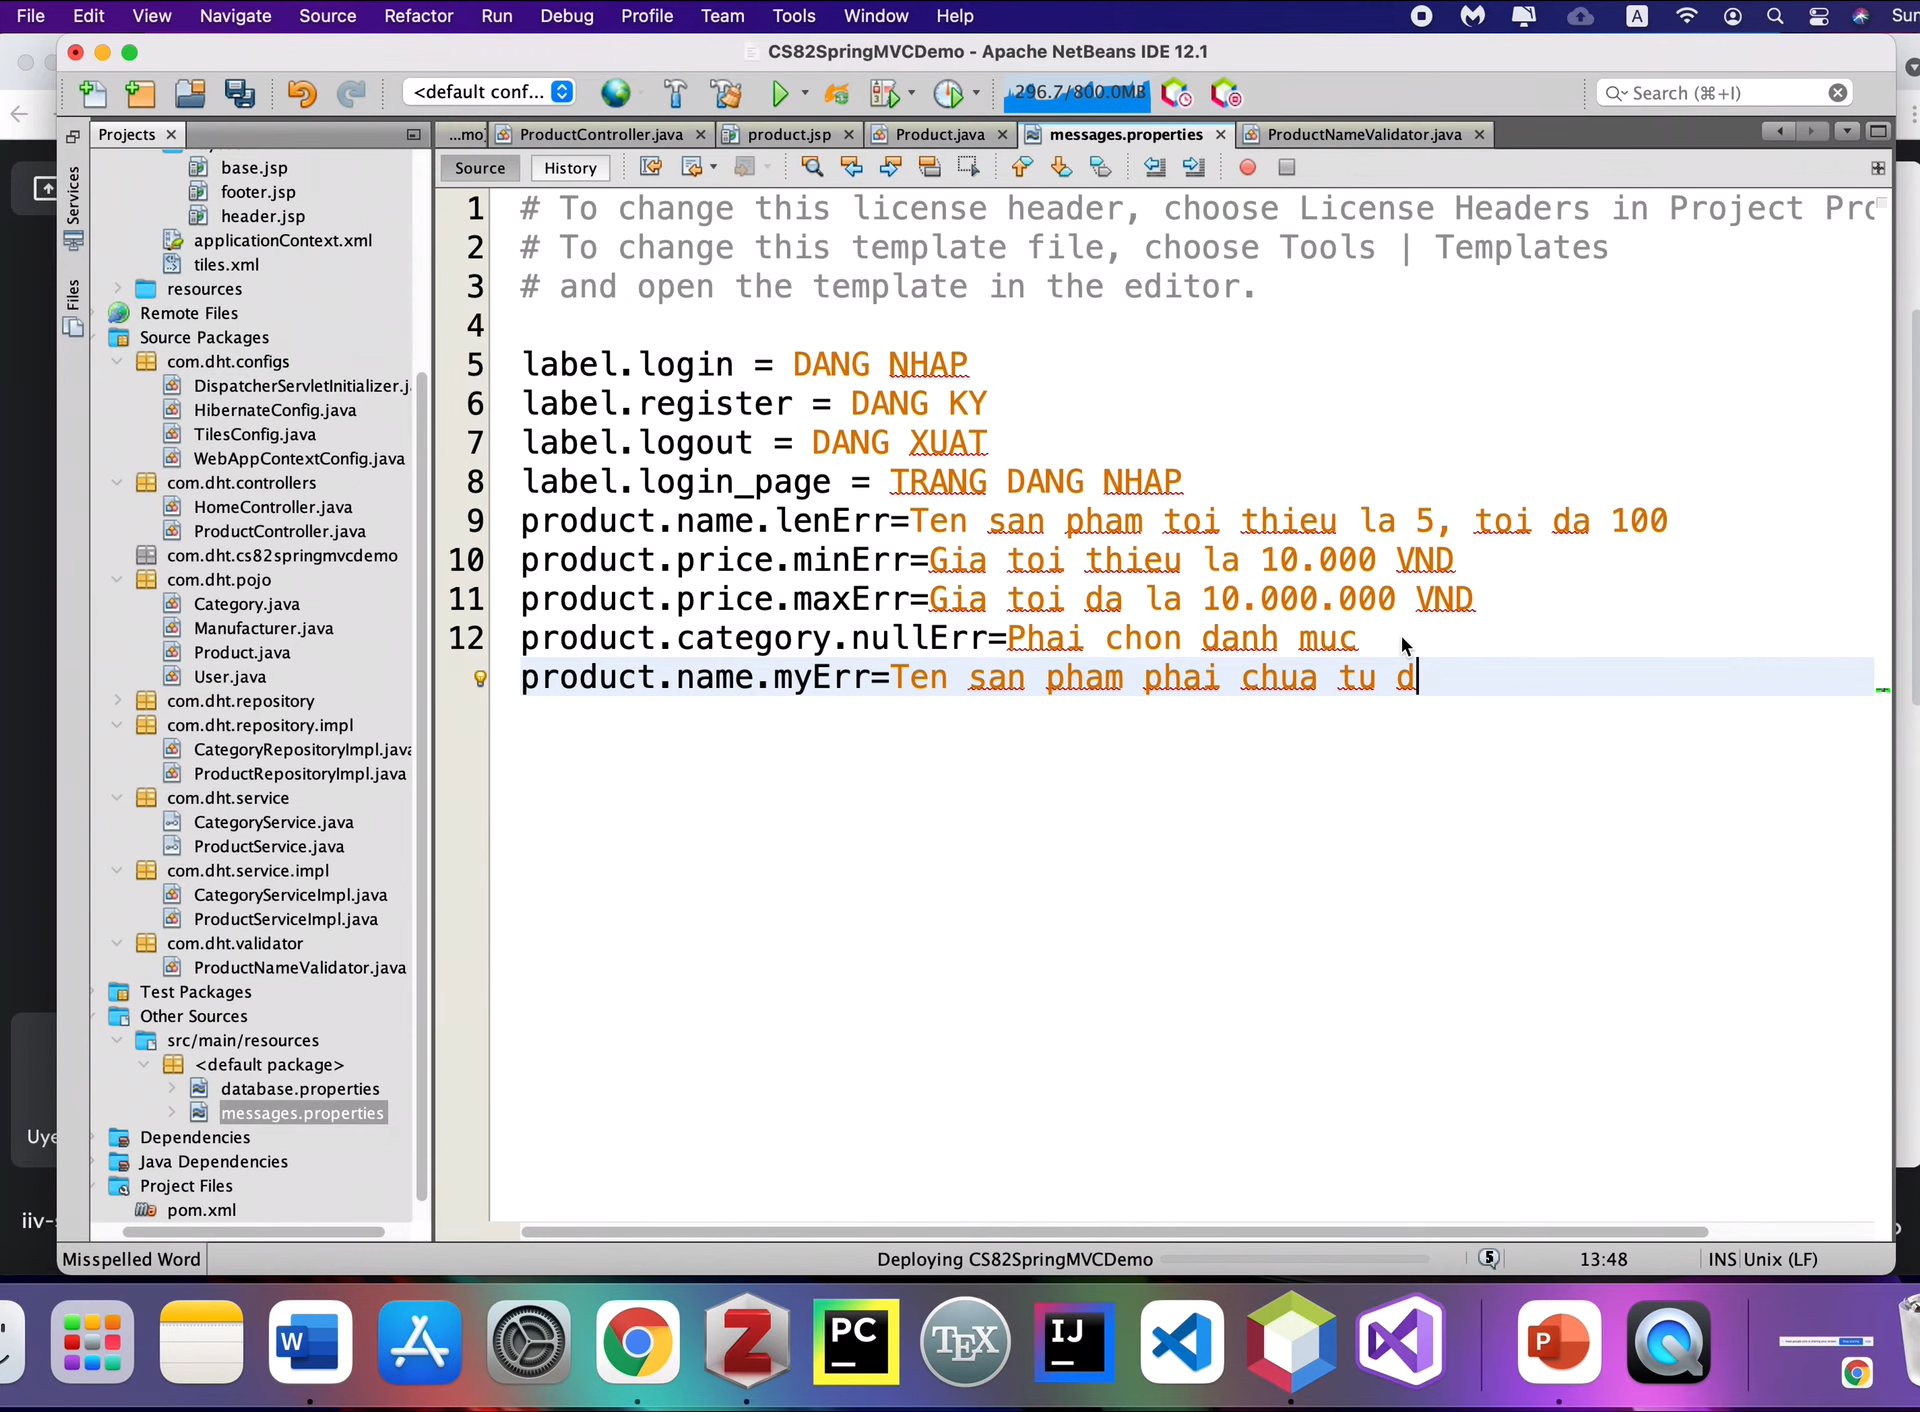 File Edit View Navigate Source Refactor Run Debug Profile Team Tools Window Help A Sun
CS82SpringMVCDemo - Apache NetBeans IDE 12.1
<default conf... 296.7/800.0MB Search (⌘+I)
Projects ...mo ProductController.java product.jsp Product.java messages.properties ProductNameValidator.java
Source History
Services
Files
base.jsp
footer.jsp
header.jsp
applicationContext.xml
tiles.xml
resources
Remote Files
Source Packages
com.dht.configs
DispatcherServletInitializer.j
HibernateConfig.java
TilesConfig.java
WebAppContextConfig.java
com.dht.controllers
HomeController.java
ProductController.java
com.dht.cs82springmvcdemo
com.dht.pojo
Category.java
Manufacturer.java
Product.java
User.java
com.dht.repository
com.dht.repository.impl
CategoryRepositoryImpl.java
ProductRepositoryImpl.java
com.dht.service
CategoryService.java
ProductService.java
com.dht.service.impl
CategoryServiceImpl.java
ProductServiceImpl.java
com.dht.validator
ProductNameValidator.java
Test Packages
Other Sources
src/main/resources
<default package>
database.properties
messages.properties
Dependencies
Java Dependencies
Project Files
pom.xml
1 # To change this license header, choose License Headers in Project Pro
2 # To change this template file, choose Tools | Templates
3 # and open the template in the editor.
4
5 label.login = DANG NHAP
6 label.register = DANG KY
7 label.logout = DANG XUAT
8 label.login_page = TRANG DANG NHAP
9 product.name.lenErr=Ten san pham toi thieu la 5, toi da 100
10 product.price.minErr=Gia toi thieu la 10.000 VND
11 product.price.maxErr=Gia toi da la 10.000.000 VND
12 product.category.nullErr=Phai chon danh muc
product.name.myErr=Ten san pham phai chua tu d
Uye
iiv-s
Misspelled Word Deploying CS82SpringMVCDemo 5 13:48 INS Unix (LF)
W Z PC TEX IJ P